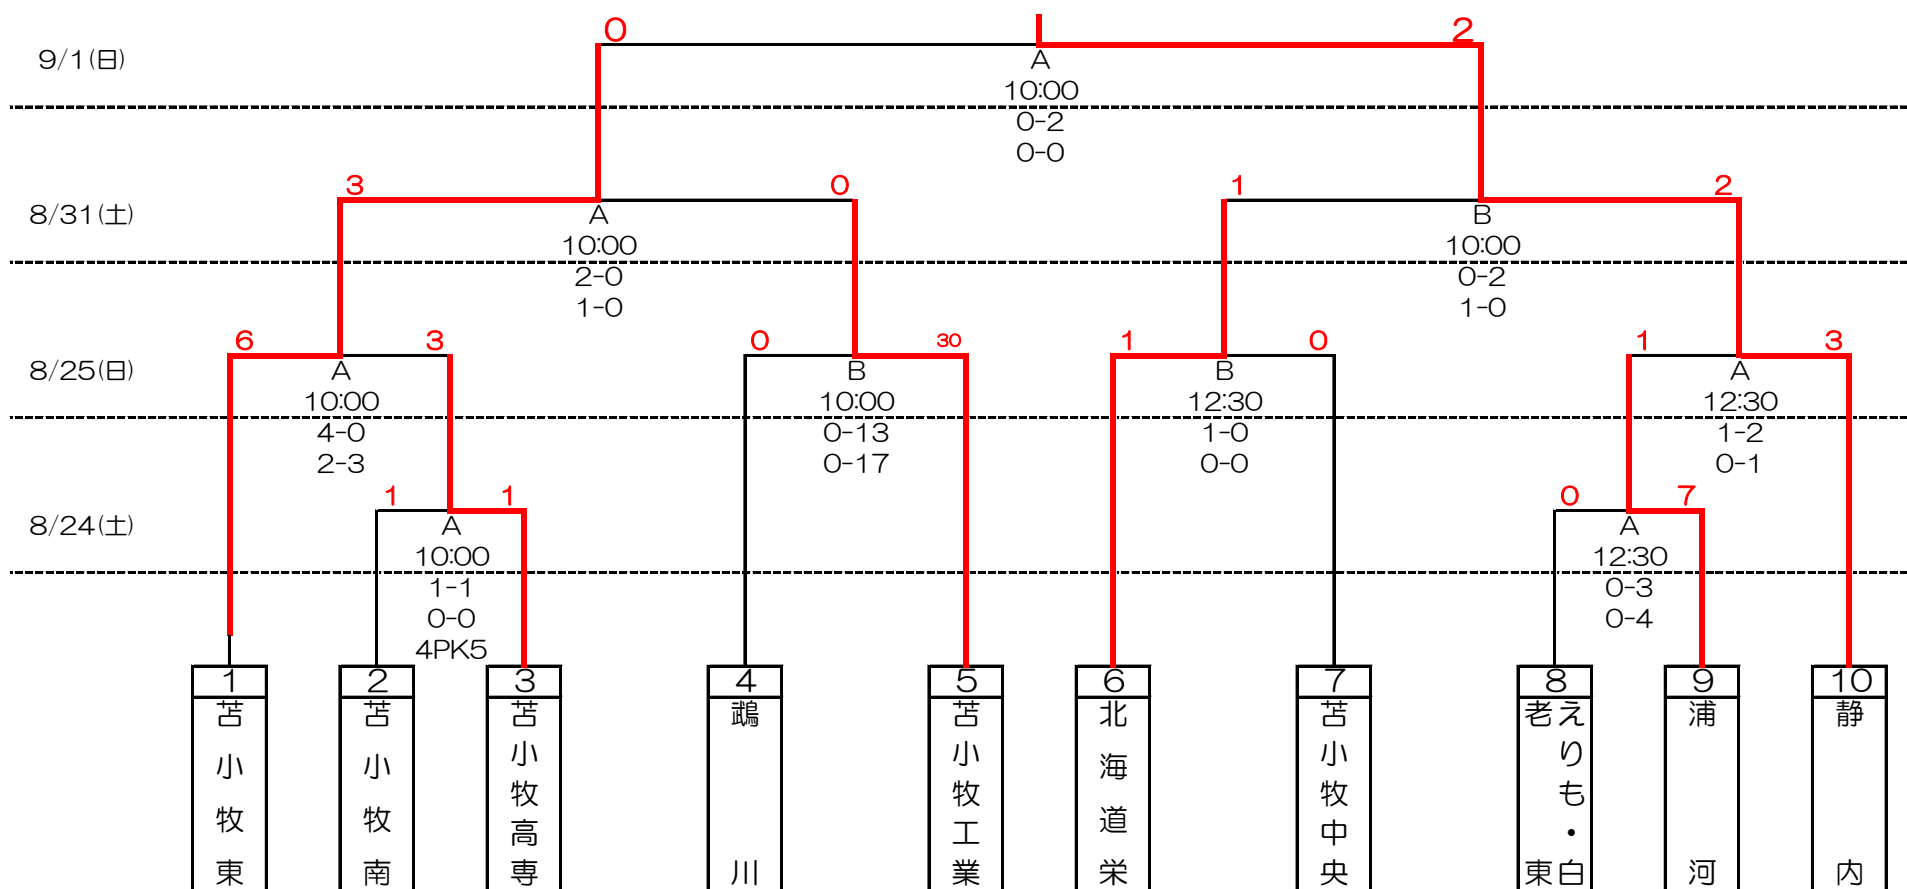 0 2
9/1(日)
A
10:00
0-2
0-0
3 0 1 2
8/31(土)
A B
10:00 10:00
2-0 0-2
1-0 1-0
6 3 0 30 1 0 1 3
8/25(日)
A B B A
10:00 10:00 12:30 12:30
4-0 0-13 1-0 1-2
2-3 0-17 0-0 0-1
1 1 0 7
8/24(土)
A A
10:00 12:30
1-1 0-3
0-0 0-4
4PK5
1 2 3 4 5 6 7 8 9 10
苫小牧東
苫小牧南
苫小牧高専
鵡川
苫小牧工業
北海道栄
苫小牧中央
えりも・白
老東
浦河
静内